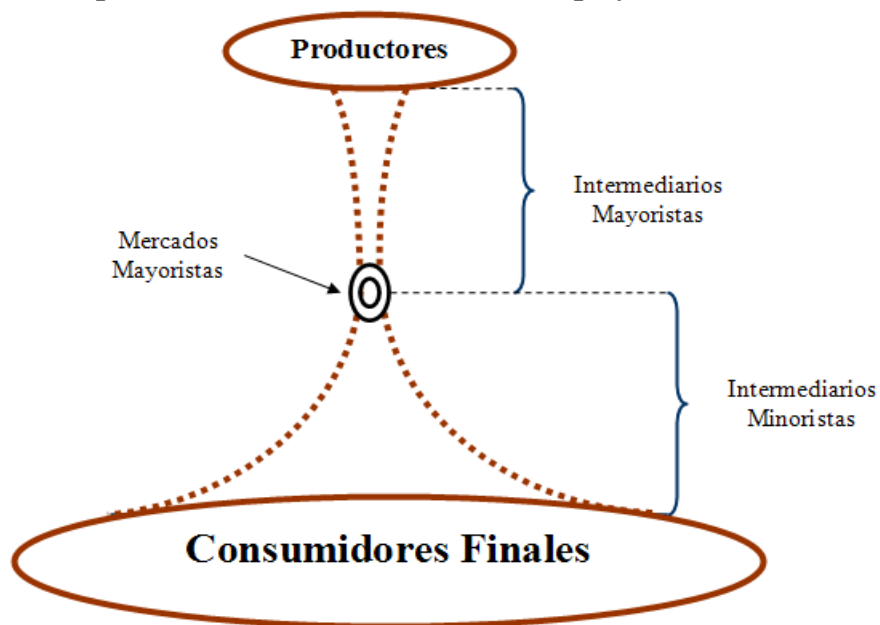 Productores
Intermediarios
Mayoristas
Mercados
Mayoristas
Intermediarios
Minoristas
Consumidores Finales